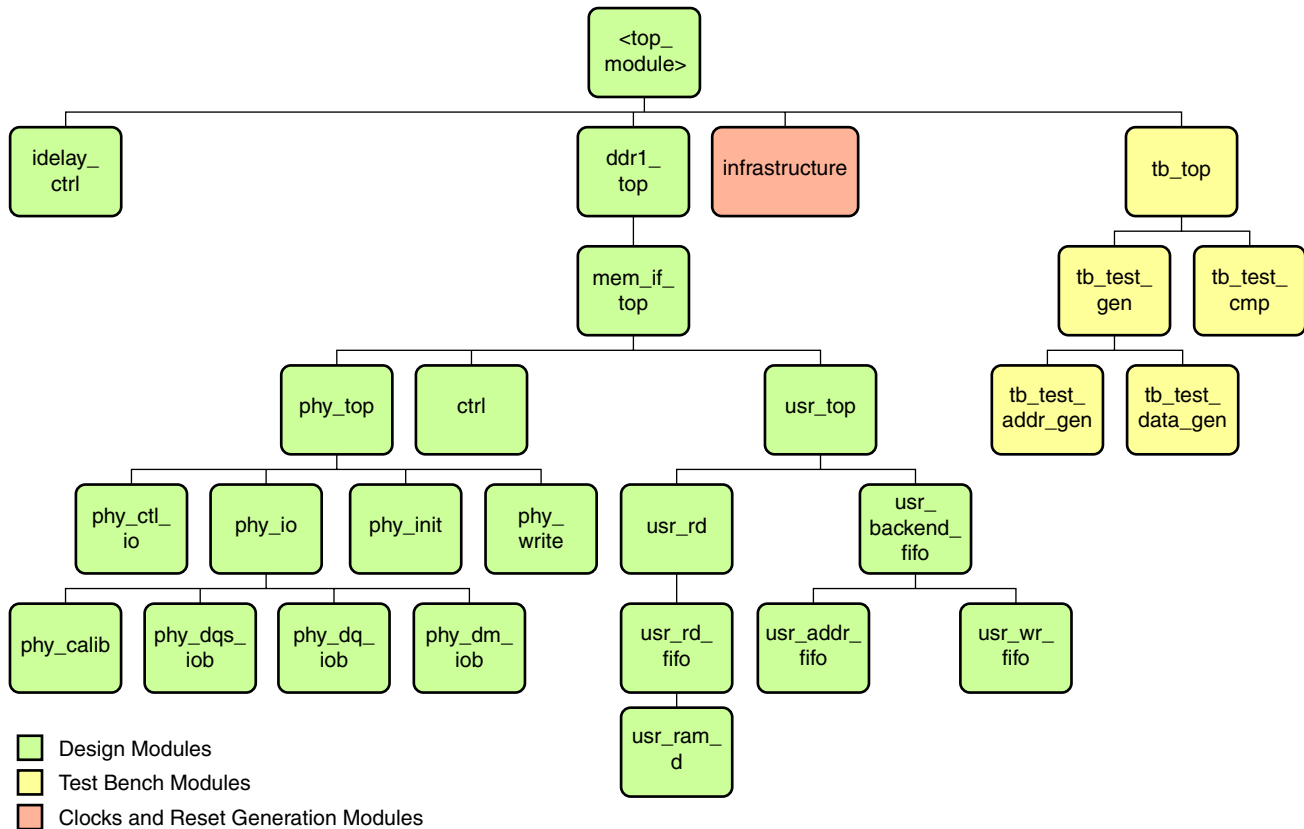 <top_
module>
idelay_
ctrl
ddr1_
top
infrastructure
tb_top
mem_if_
top
tb_test_
gen
tb_test_
cmp
phy_top
ctrl
usr_top
tb_test_
addr_gen
tb_test_
data_gen
phy_ctl_
io
phy_io
phy_init
phy_
write
usr_rd
usr_
backend_
fifo
phy_calib
phy_dqs_
iob
phy_dq_
iob
phy_dm_
iob
usr_rd_
fifo
usr_addr_
fifo
usr_wr_
fifo
usr_ram_
d
Design Modules
Test Bench Modules
Clocks and Reset Generation Modules